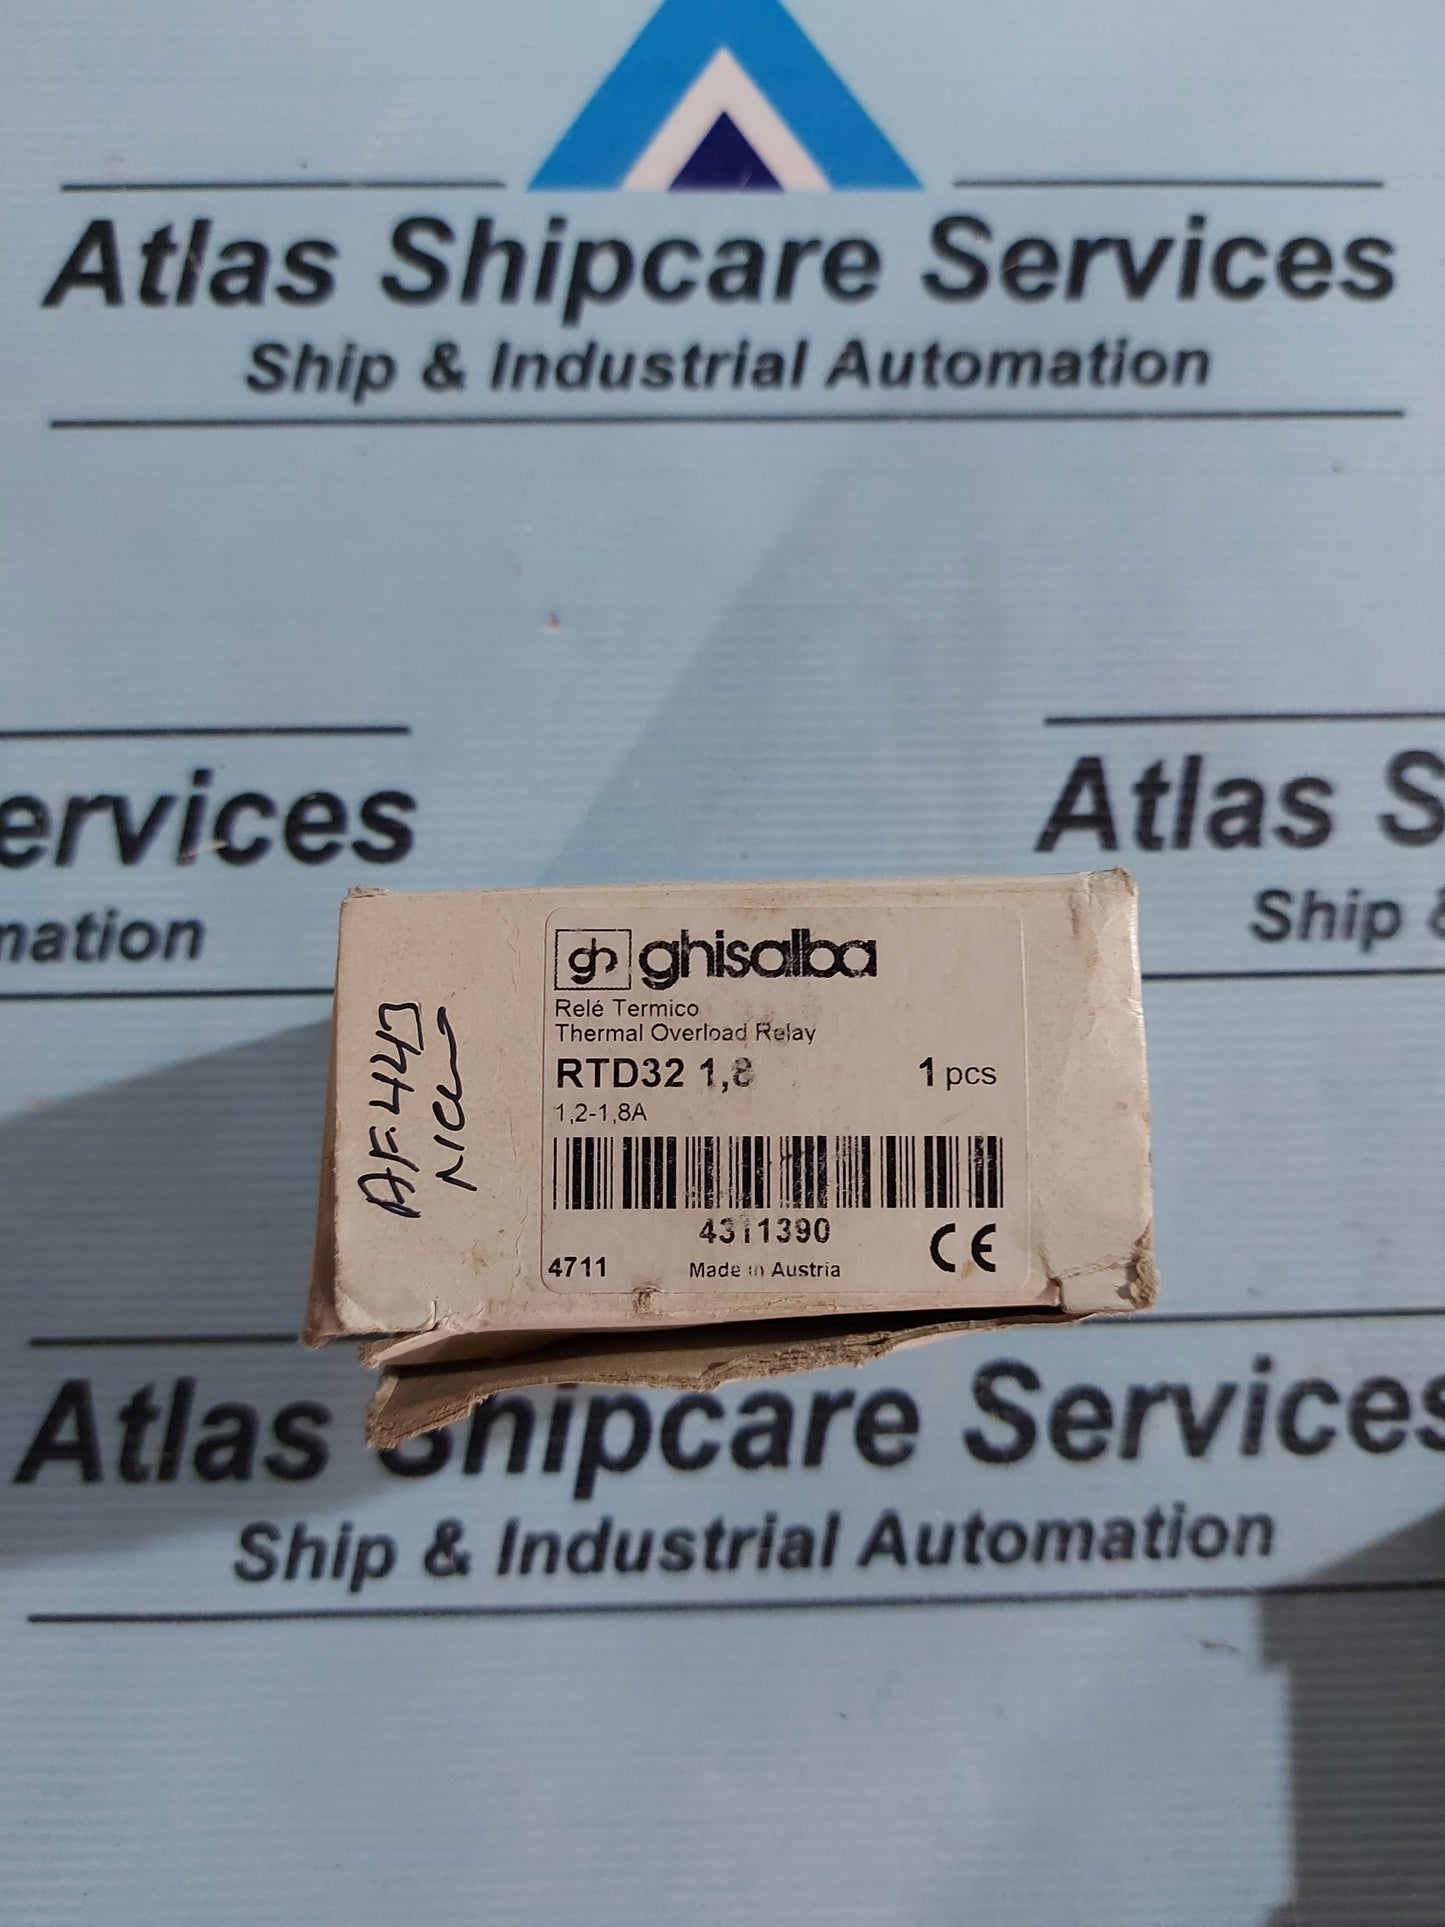 Atlas Shipcare Services
Ship & Industrial Automation
ervices
mation
Atlas S
Ship &
gh ghisalba
Relé Termico
Thermal Overload Relay
RTD32 1,8
1 pcs
1,2-1,8A
4311390
4711
Made in Austria
CE
Atlas Shipcare Services
Ship & Industrial Automation